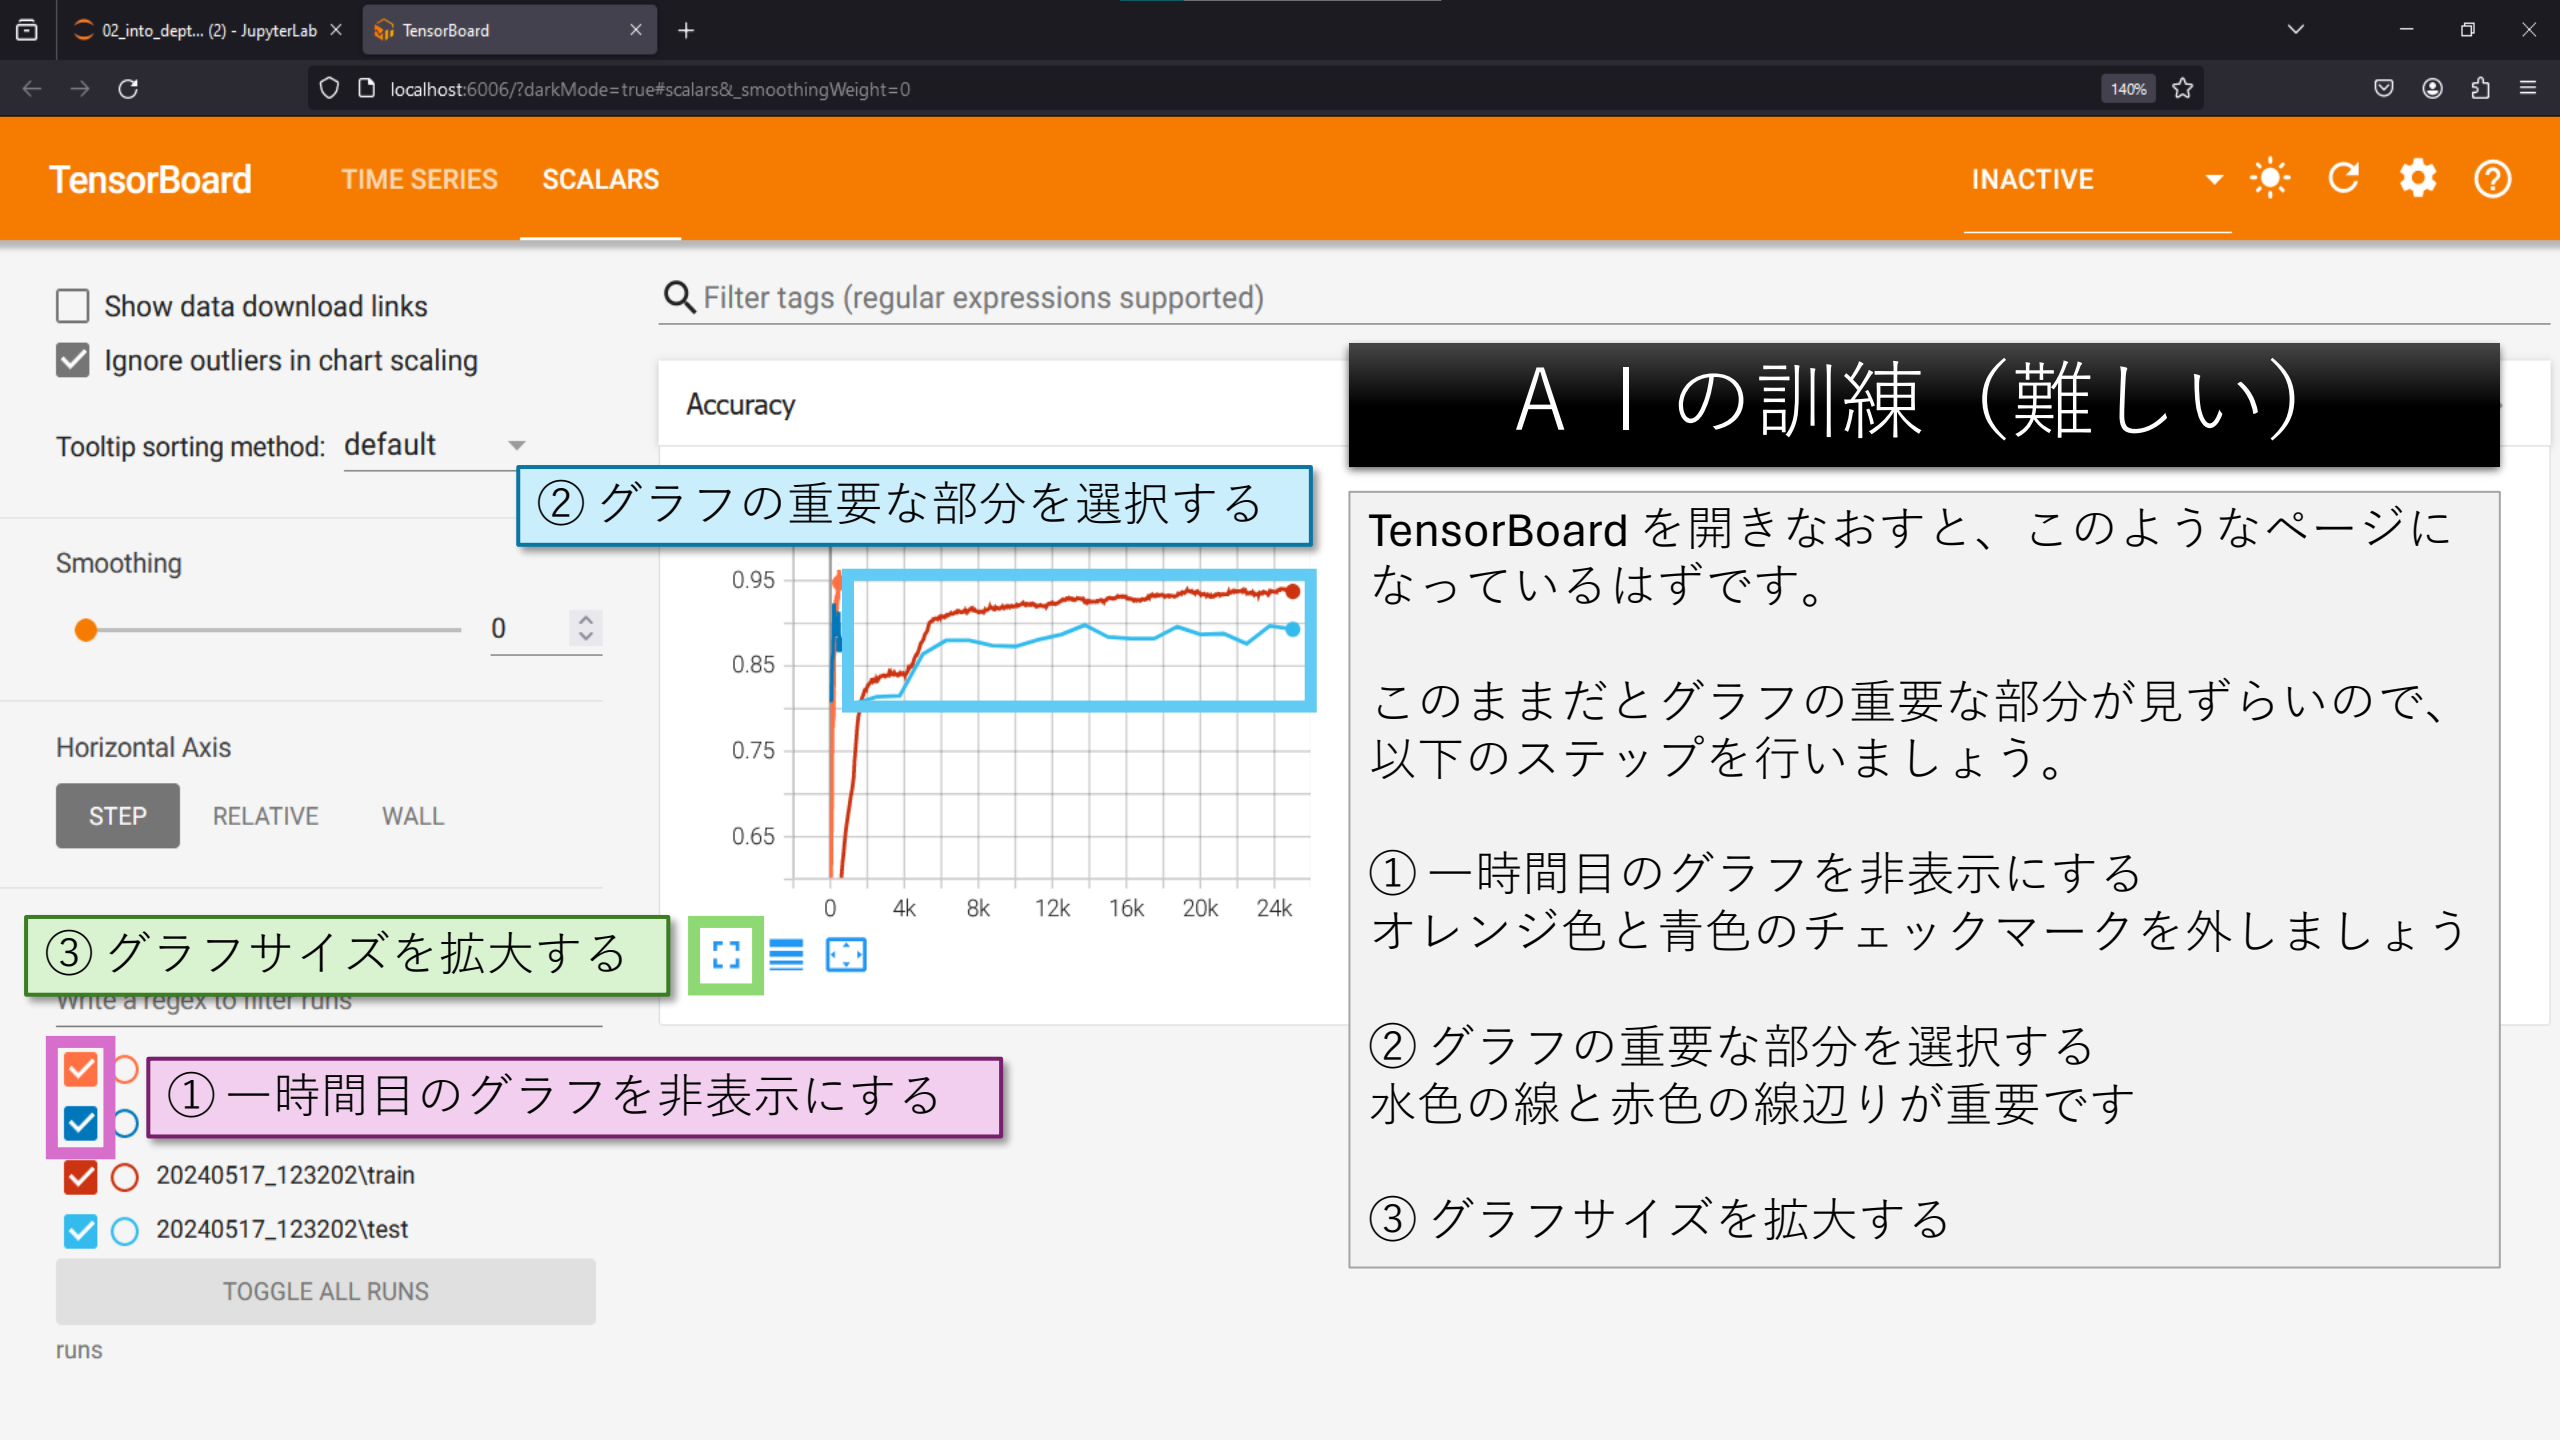 02_into_dept... (2) - JupyterLab
TensorBoard
localhost:6006/?darkMode=true#scalars&_smoothingWeight=0
140%
TensorBoard
TIME SERIES
SCALARS
INACTIVE
Show data download links
Ignore outliers in chart scaling
Tooltip sorting method: default
Smoothing
0
Horizontal Axis
STEP RELATIVE WALL
③ グラフサイズを拡大する
Write a regex to filter runs
① 一時間目のグラフを非表示にする
20240517_123202\train
20240517_123202\test
TOGGLE ALL RUNS
runs
Filter tags (regular expressions supported)
Accuracy
② グラフの重要な部分を選択する
0.95
0.85
0.75
0.65
0 4k 8k 12k 16k 20k 24k
ＡＩの訓練（難しい）
TensorBoard を開きなおすと、このようなページに
なっているはずです。
このままだとグラフの重要な部分が見ずらいので、
以下のステップを行いましょう。
① 一時間目のグラフを非表示にする
オレンジ色と青色のチェックマークを外しましょう
② グラフの重要な部分を選択する
水色の線と赤色の線辺りが重要です
③ グラフサイズを拡大する